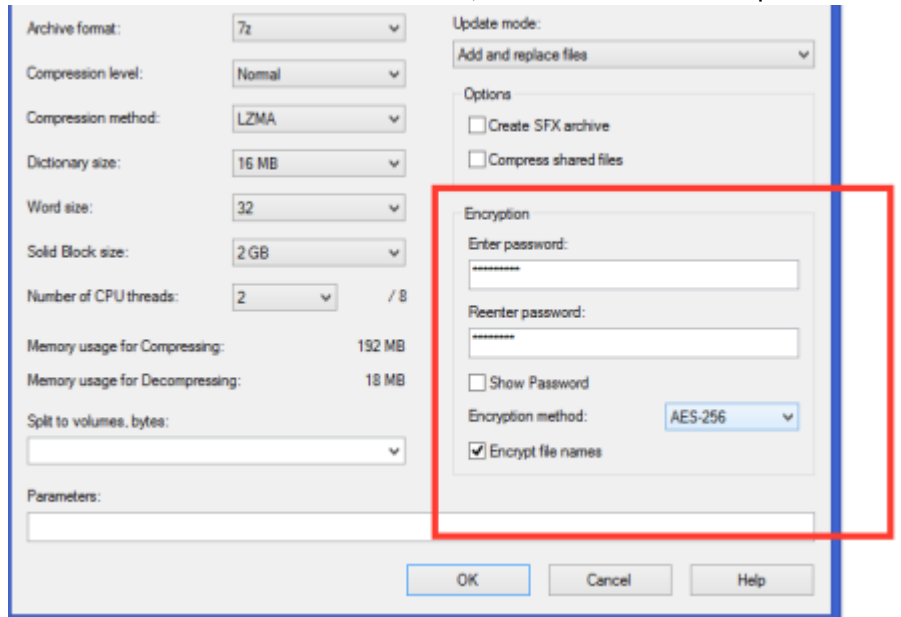 Archive format: 7z
Compression level: Normal
Compression method: LZMA
Dictionary size: 16 MB
Word size: 32
Solid Block size: 2 GB
Number of CPU threads: 2 / 8
Memory usage for Compressing: 192 MB
Memory usage for Decompressing: 18 MB
Split to volumes, bytes:
Parameters:
Update mode:
Add and replace files
Options
Create SFX archive
Compress shared files
Encryption
Enter password:
*********
Reenter password:
********
Show Password
Encryption method: AES-256
Encrypt file names
OK Cancel Help